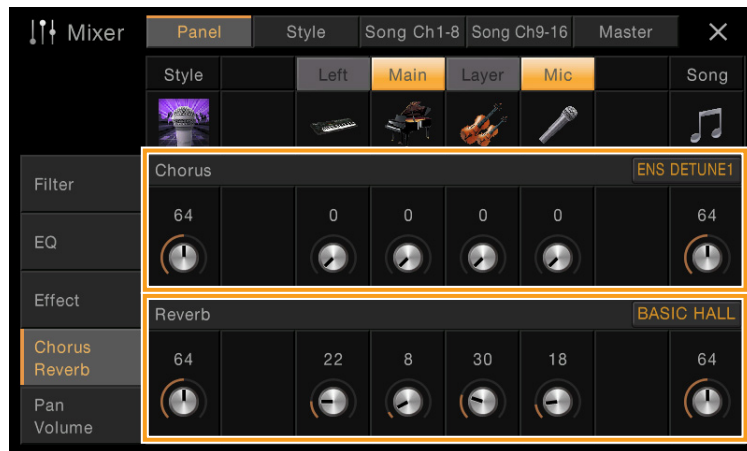 Mixer Panel Style Song Ch1-8 Song Ch9-16 Master
Style Left Main Layer Mic Song
Filter
EQ
Effect
Chorus
Reverb
Pan
Volume
Chorus ENS DETUNE1
64 0 0 0 0 64
Reverb BASIC HALL
64 22 8 30 18 64